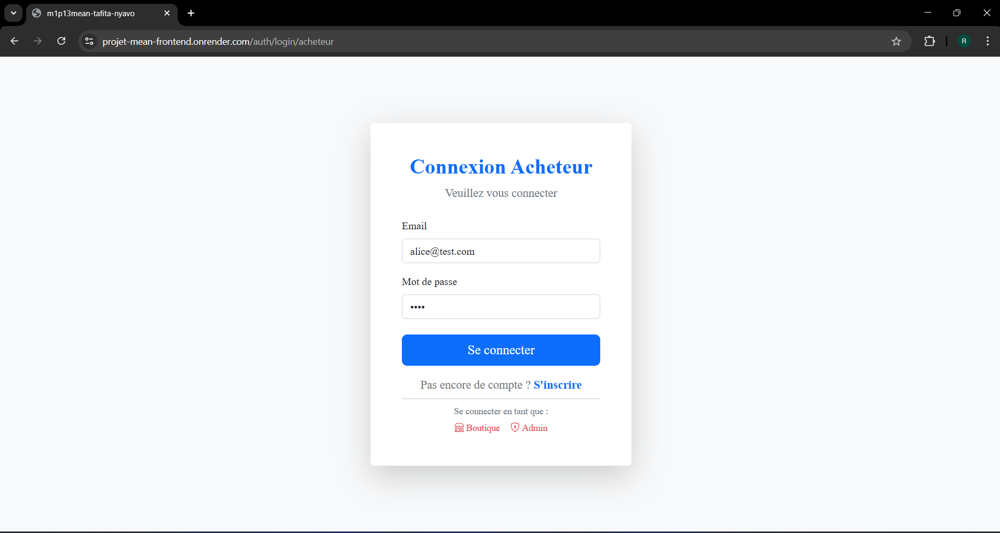 m1p13mean-tafita-nyavo
projet-mean-frontend.onrender.com/auth/login/acheteur
R
Connexion Acheteur
Veuillez vous connecter
Email
alice@test.com
Mot de passe
••••
Se connecter
Pas encore de compte ? S'inscrire
Se connecter en tant que :
Boutique Admin